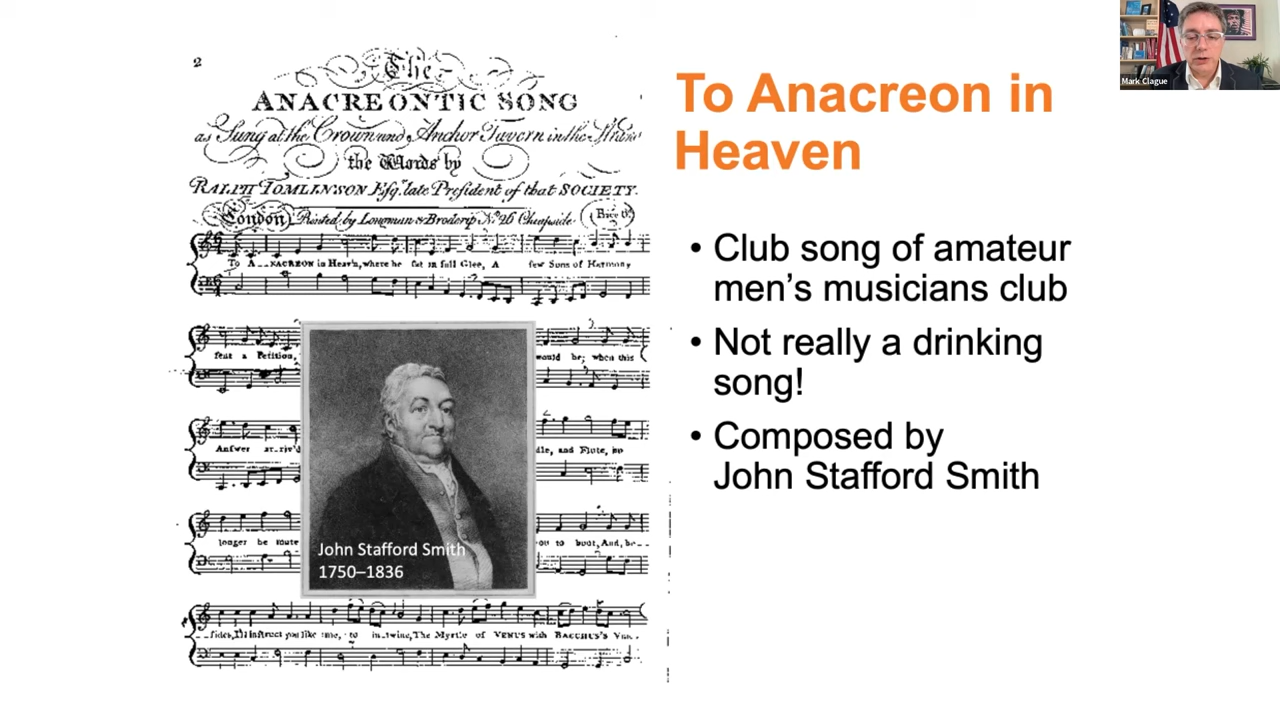 2
The
ANACREONTIC SONG
as Sung at the Crown and Anchor Tavern in the Strand
the Words by
RALPH TOMLINSON Eſqr. late Preſident of that SOCIETY.
London Printed by Longman & Broderip No. 26 Cheapside. Price
To A__NACREON in Heav'n, where he ſat in full Glee, A few Sons of Harmony
ſent a Petition, would be; when this
Anſwer arriv'd and Flute, no
longer be mute you to boot, And, be--
--ſides, I'll inſtruct you like me, to in_twine, The Myrtle of VENUS with BACCHUS'S Vine.
John Stafford Smith
1750–1836
To Anacreon in
Heaven
• Club song of amateur
men's musicians club
• Not really a drinking
song!
• Composed by
John Stafford Smith
Mark Clague